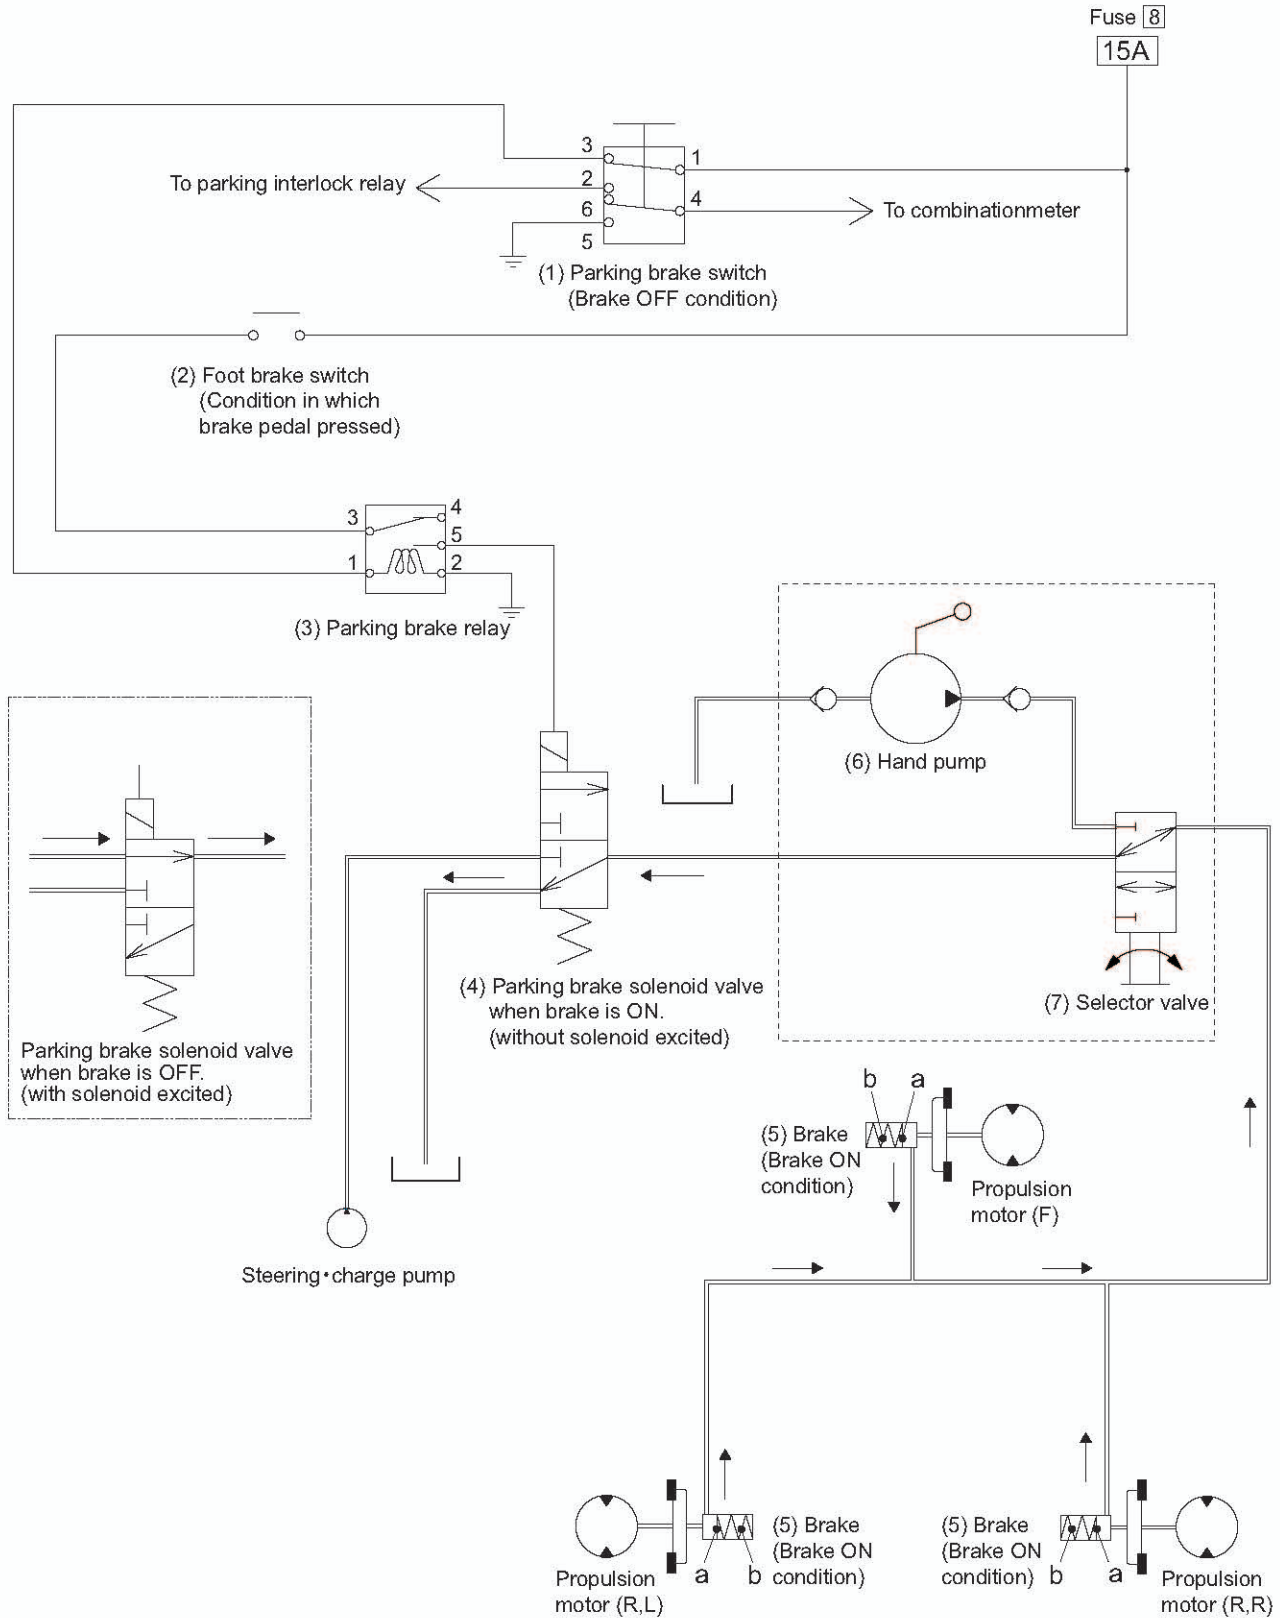 Fuse 8
15A
3
1
To parking interlock relay
2
4
6
To combinationmeter
5
(1) Parking brake switch
(Brake OFF condition)
(2) Foot brake switch
(Condition in which
brake pedal pressed)
3
4
5
1
2
(3) Parking brake relay
(6) Hand pump
(4) Parking brake solenoid valve
when brake is ON.
(without solenoid excited)
(7) Selector valve
Parking brake solenoid valve
when brake is OFF.
(with solenoid excited)
b
a
(5) Brake
(Brake ON
condition)
Propulsion
motor (F)
Steering・charge pump
(5) Brake
(Brake ON
condition)
a
b
Propulsion
motor (R,L)
(5) Brake
(Brake ON
condition)
b
a
Propulsion
motor (R,R)